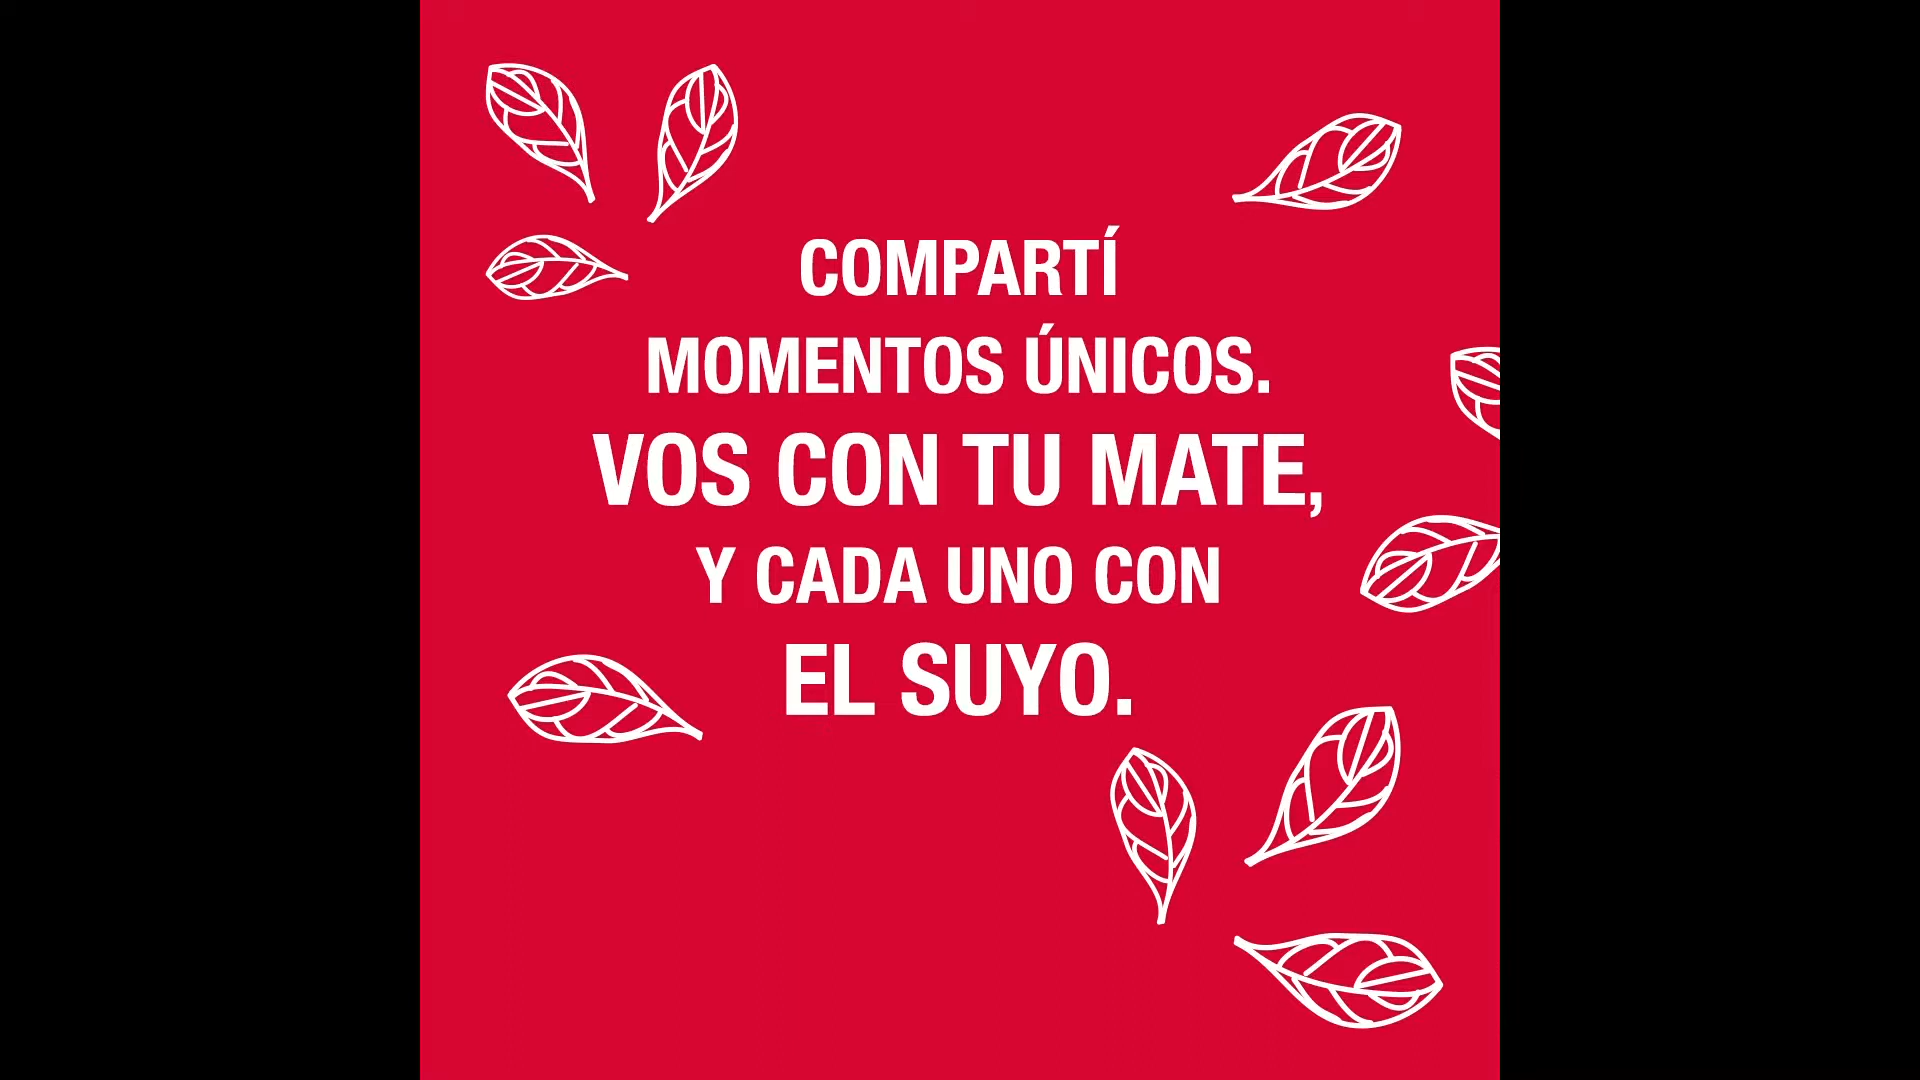 COMPARTÍ
MOMENTOS ÚNICOS.
VOS CON TU MATE,
Y CADA UNO CON
EL SUYO.